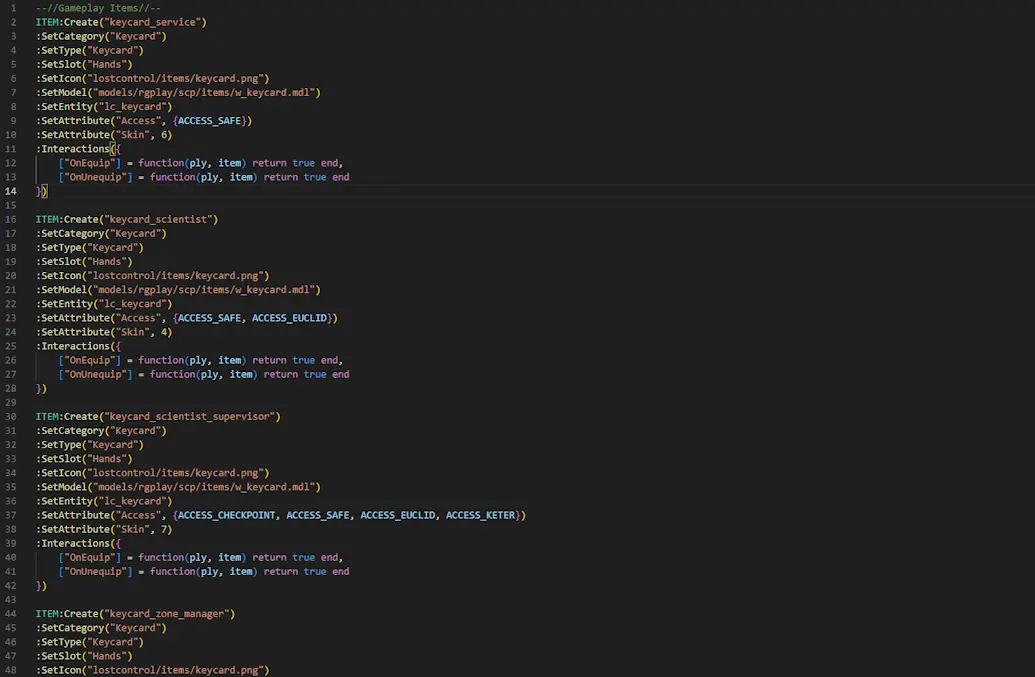 1 --//Gameplay Items//--
2 ITEM:Create("keycard_service")
3 :SetCategory("Keycard")
4 :SetType("Keycard")
5 :SetSlot("Hands")
6 :SetIcon("lostcontrol/items/keycard.png")
7 :SetModel("models/rgplay/scp/items/w_keycard.mdl")
8 :SetEntity("lc_keycard")
9 :SetAttribute("Access", {ACCESS_SAFE})
10 :SetAttribute("Skin", 6)
11 :Interactions({
12 ["OnEquip"] = function(ply, item) return true end,
13 ["OnUnequip"] = function(ply, item) return true end
14 })
15
16 ITEM:Create("keycard_scientist")
17 :SetCategory("Keycard")
18 :SetType("Keycard")
19 :SetSlot("Hands")
20 :SetIcon("lostcontrol/items/keycard.png")
21 :SetModel("models/rgplay/scp/items/w_keycard.mdl")
22 :SetEntity("lc_keycard")
23 :SetAttribute("Access", {ACCESS_SAFE, ACCESS_EUCLID})
24 :SetAttribute("Skin", 4)
25 :Interactions({
26 ["OnEquip"] = function(ply, item) return true end,
27 ["OnUnequip"] = function(ply, item) return true end
28 })
29
30 ITEM:Create("keycard_scientist_supervisor")
31 :SetCategory("Keycard")
32 :SetType("Keycard")
33 :SetSlot("Hands")
34 :SetIcon("lostcontrol/items/keycard.png")
35 :SetModel("models/rgplay/scp/items/w_keycard.mdl")
36 :SetEntity("lc_keycard")
37 :SetAttribute("Access", {ACCESS_CHECKPOINT, ACCESS_SAFE, ACCESS_EUCLID, ACCESS_KETER})
38 :SetAttribute("Skin", 7)
39 :Interactions({
40 ["OnEquip"] = function(ply, item) return true end,
41 ["OnUnequip"] = function(ply, item) return true end
42 })
43
44 ITEM:Create("keycard_zone_manager")
45 :SetCategory("Keycard")
46 :SetType("Keycard")
47 :SetSlot("Hands")
48 :SetIcon("lostcontrol/items/keycard.png")